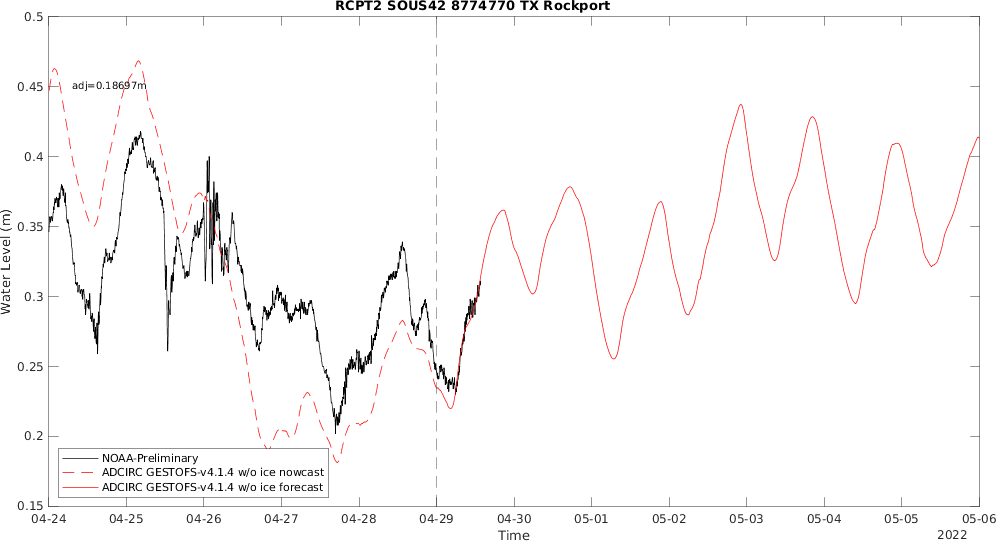 RCPT2 SOUS42 8774770 TX Rockport
0.5
0.45
0.4
0.35
0.3
0.25
0.2
0.15
Water Level (m)
adj=0.18697m
NOAA-Preliminary
ADCIRC GESTOFS-v4.1.4 w/o ice nowcast
ADCIRC GESTOFS-v4.1.4 w/o ice forecast
04-24 04-25 04-26 04-27 04-28 04-29 04-30 05-01 05-02 05-03 05-04 05-05 05-06
Time
2022